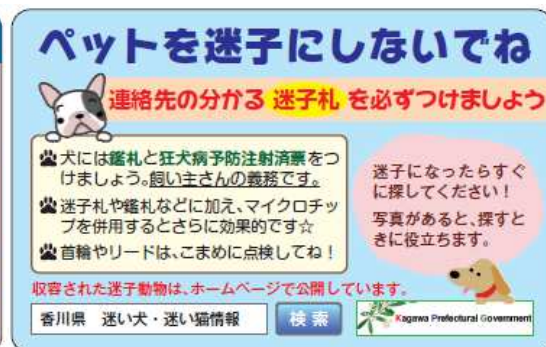 ペットを迷子にしないでね
連絡先の分かる 迷子札 を必ずつけましょう
犬には鑑札と狂犬病予防注射済票をつ
けましょう。飼い主さんの義務です。
迷子札や鑑札などに加え、マイクロチッ
プを併用するとさらに効果的です☆
首輪やリードは、こまめに点検してね！
迷子になったらすぐ
に探してください！
写真があると、探すと
きに役立ちます。
収容された迷子動物は、ホームページで公開しています。
香川県 迷い犬・迷い猫情報
検索
Kagawa Prefectural Government